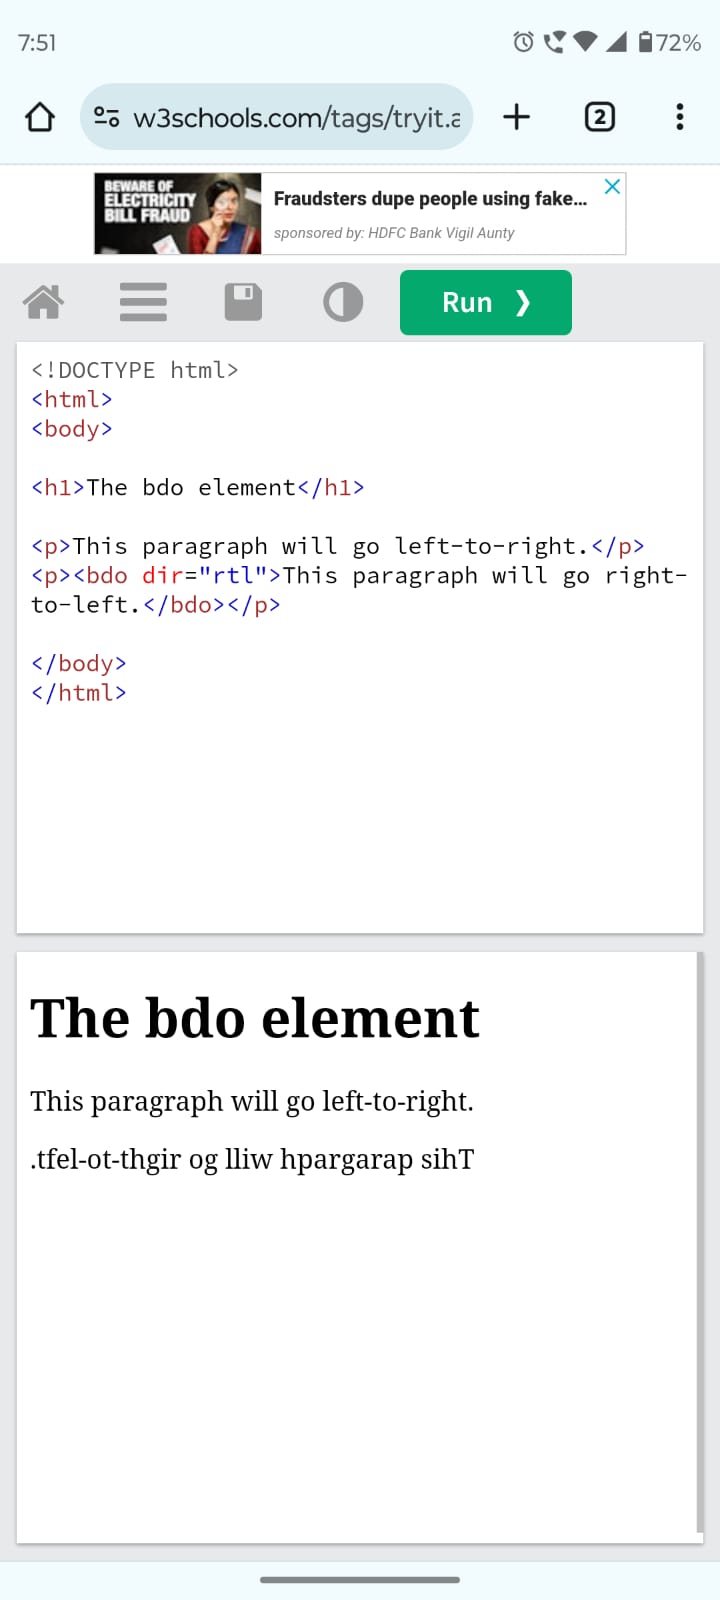 7:51
72%
2
w3schools.com/tags/tryit.a
BEWARE OF
ELECTRICITY
BILL FRAUD
Fraudsters dupe people using fake...
sponsored by: HDFC Bank Vigil Aunty
Run ❯
<!DOCTYPE html>
<html>
<body>
<h1>The bdo element</h1>
<p>This paragraph will go left-to-right.</p>
<p><bdo dir="rtl">This paragraph will go right-
to-left.</bdo></p>
</body>
</html>
The bdo element
This paragraph will go left-to-right.
.tfel-ot-thgir og lliw hpargarap sihT